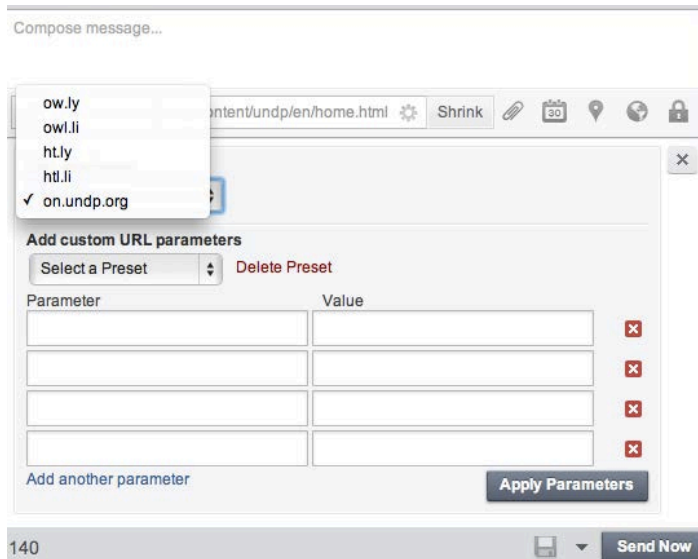 Compose message...
ow.ly
owl.li
ht.ly
htl.li
✓ on.undp.org
ontent/undp/en/home.html
Shrink
30
Add custom URL parameters
Select a Preset
Delete Preset
Parameter Value
Add another parameter
Apply Parameters
140
Send Now